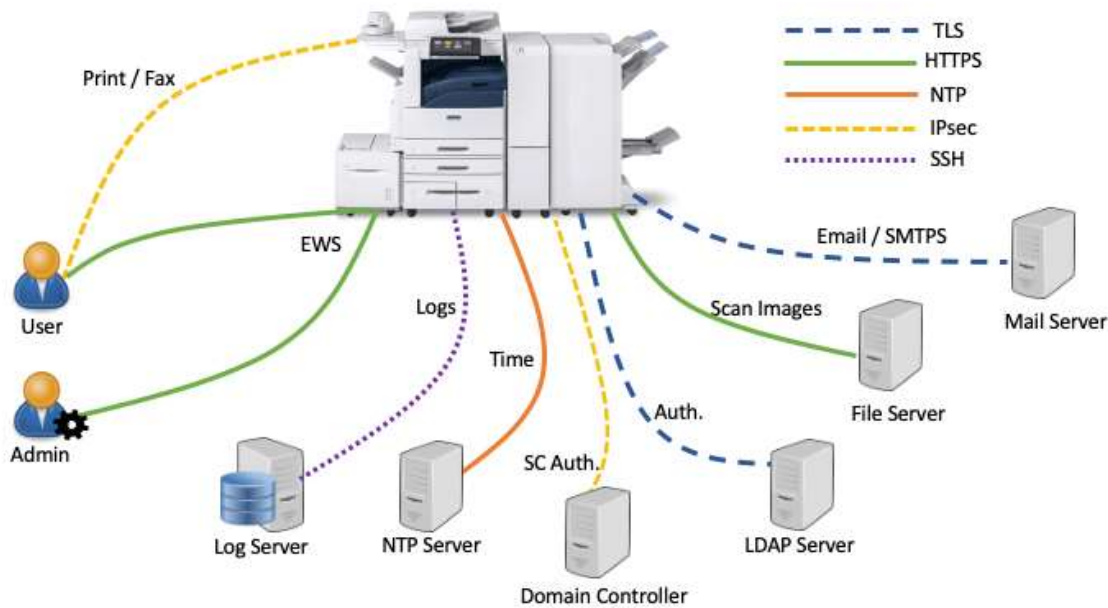 TLS
HTTPS
NTP
IPsec
SSH
Print / Fax
EWS
User
Admin
Logs
Time
SC Auth.
Auth.
Scan Images
Email / SMTPS
Mail Server
File Server
LDAP Server
Domain Controller
NTP Server
Log Server